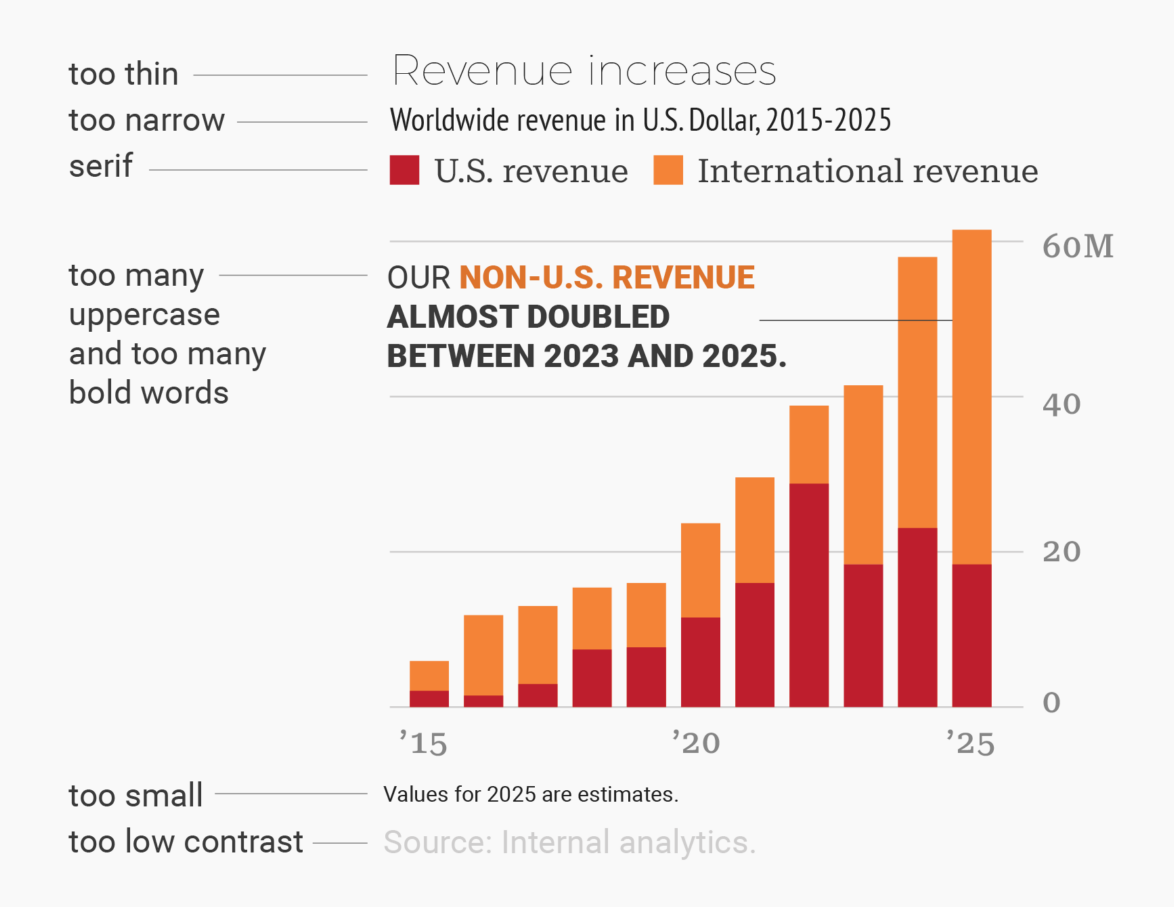 too thin
Revenue increases
too narrow
Worldwide revenue in U.S. Dollar, 2015-2025
serif
U.S. revenue
International revenue
60M
too many
uppercase
and too many
bold words
OUR NON-U.S. REVENUE
ALMOST DOUBLED
BETWEEN 2023 AND 2025.
40
20
0
’15
’20
’25
too small
Values for 2025 are estimates.
too low contrast
Source: Internal analytics.